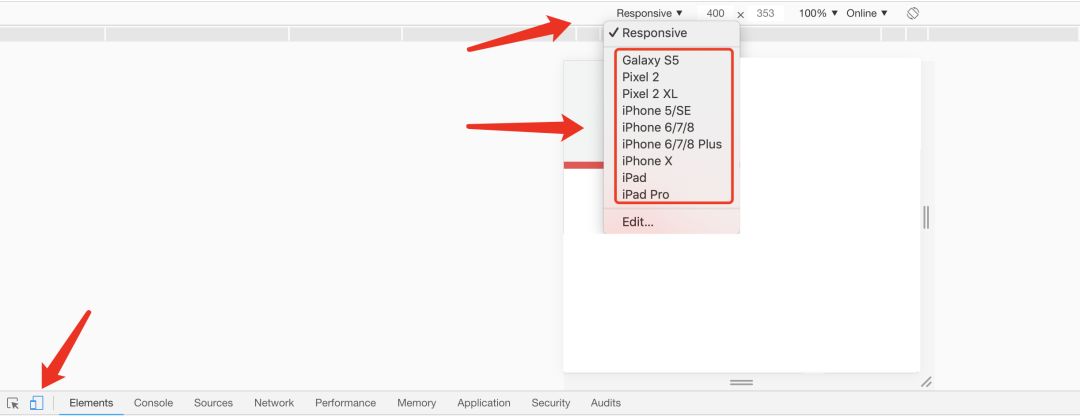 Responsive ▼ 400 × 353 100% ▼ Online ▼
✓ Responsive
Galaxy S5
Pixel 2
Pixel 2 XL
iPhone 5/SE
iPhone 6/7/8
iPhone 6/7/8 Plus
iPhone X
iPad
iPad Pro
Edit...
Elements Console Sources Network Performance Memory Application Security Audits